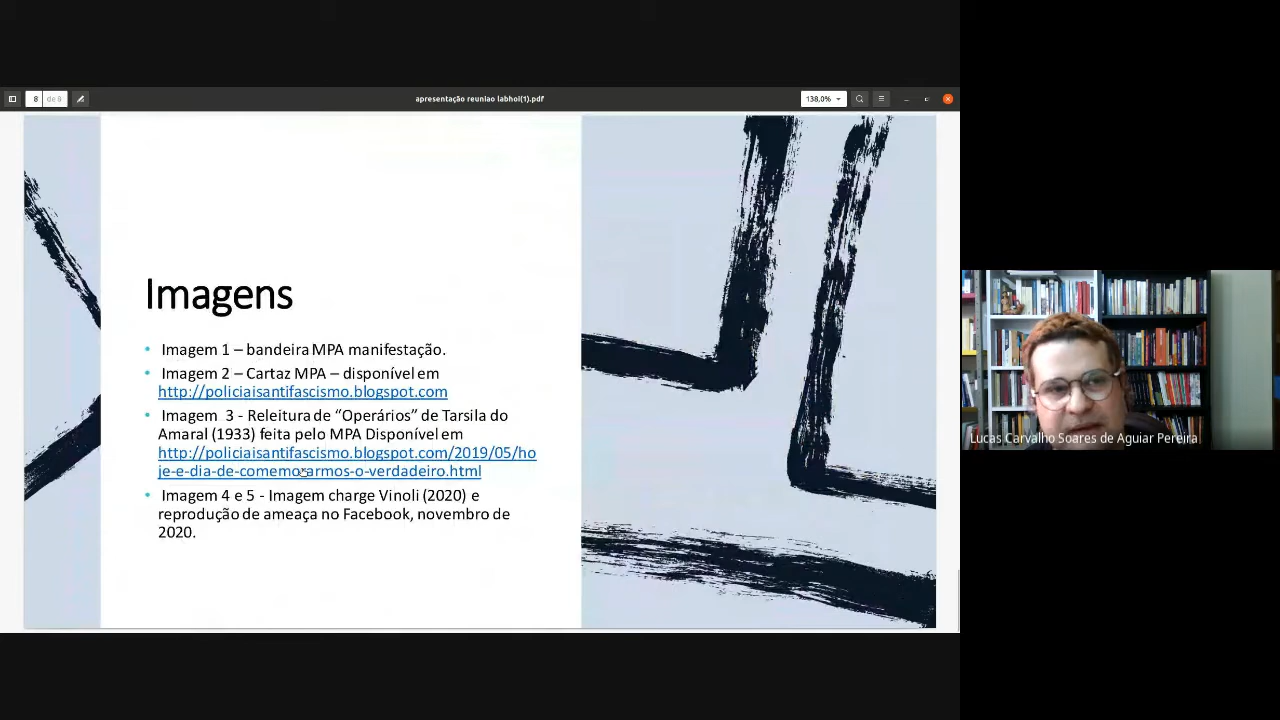 8 de 8
apresentação reuniao labhoi(1).pdf
138,0%
Imagens
• Imagem 1 – bandeira MPA manifestação.
• Imagem 2 – Cartaz MPA – disponível em
http://policiaisantifascismo.blogspot.com
• Imagem 3 - Releitura de “Operários” de Tarsila do
Amaral (1933) feita pelo MPA Disponível em
http://policiaisantifascismo.blogspot.com/2019/05/ho
je-e-dia-de-comemorarmos-o-verdadeiro.html
• Imagem 4 e 5 - Imagem charge Vinoli (2020) e
reprodução de ameaça no Facebook, novembro de
2020.
Lucas Carvalho Soares de Aguiar Pereira